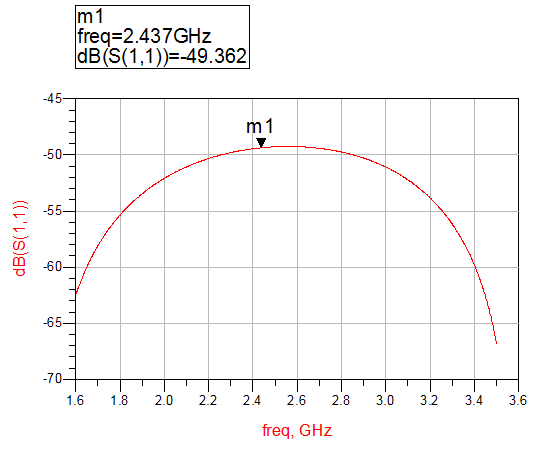 m1
freq=2.437GHz
dB(S(1,1))=-49.362
-45
m1
-50
-55
dB(S(1,1))
-60
-65
-70
1.6 1.8 2.0 2.2 2.4 2.6 2.8 3.0 3.2 3.4 3.6
freq, GHz